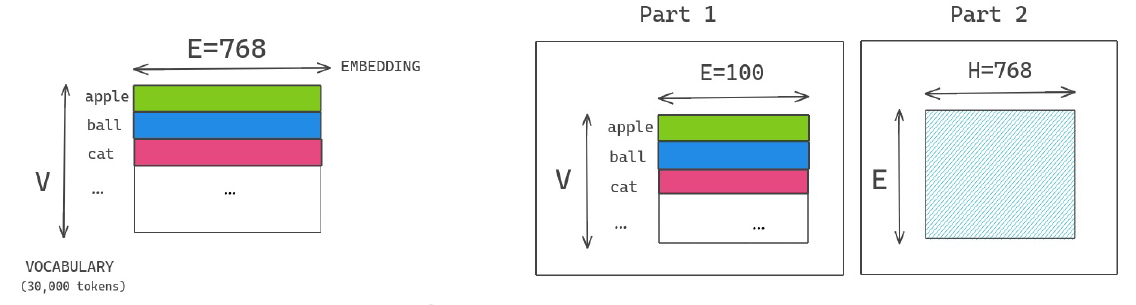 E=768
EMBEDDING
apple
ball
cat
V
...
...
VOCABULARY
(30,000 tokens)
Part 1
E=100
apple
ball
V
cat
...
...
Part 2
H=768
E